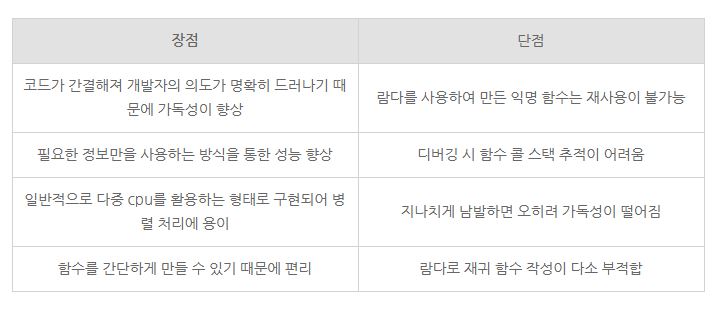 장점
단점
코드가 간결해져 개발자의 의도가 명확히 드러나기 때
문에 가독성이 향상
람다를 사용하여 만든 익명 함수는 재사용이 불가능
필요한 정보만을 사용하는 방식을 통한 성능 향상
디버깅 시 함수 콜 스택 추적이 어려움
일반적으로 다중 cpu를 활용하는 형태로 구현되어 병
렬 처리에 용이
지나치게 남발하면 오히려 가독성이 떨어짐
함수를 간단하게 만들 수 있기 때문에 편리
람다로 재귀 함수 작성이 다소 부적합